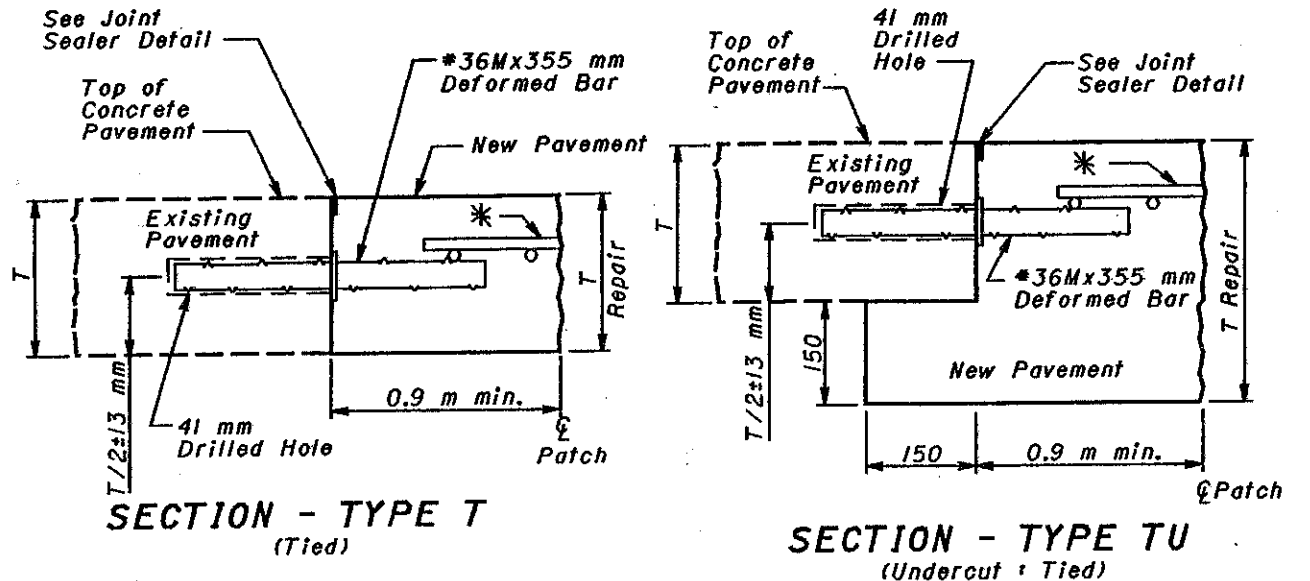 See Joint
Sealer Detail
*36Mx355 mm
Deformed Bar
Top of
Concrete
Pavement
New Pavement
Existing
Pavement
*
T
T/2±13 mm
Repair
0.9 m min.
41 mm
Drilled Hole
℄
Patch
SECTION - TYPE T
(Tied)
41 mm
Drilled
Hole
Top of
Concrete
Pavement
See Joint
Sealer Detail
Existing
Pavement
*
T
T/2±13 mm
150
*36Mx355 mm
Deformed Bar
T Repair
New Pavement
150
0.9 m min.
℄ Patch
SECTION - TYPE TU
(Undercut & Tied)